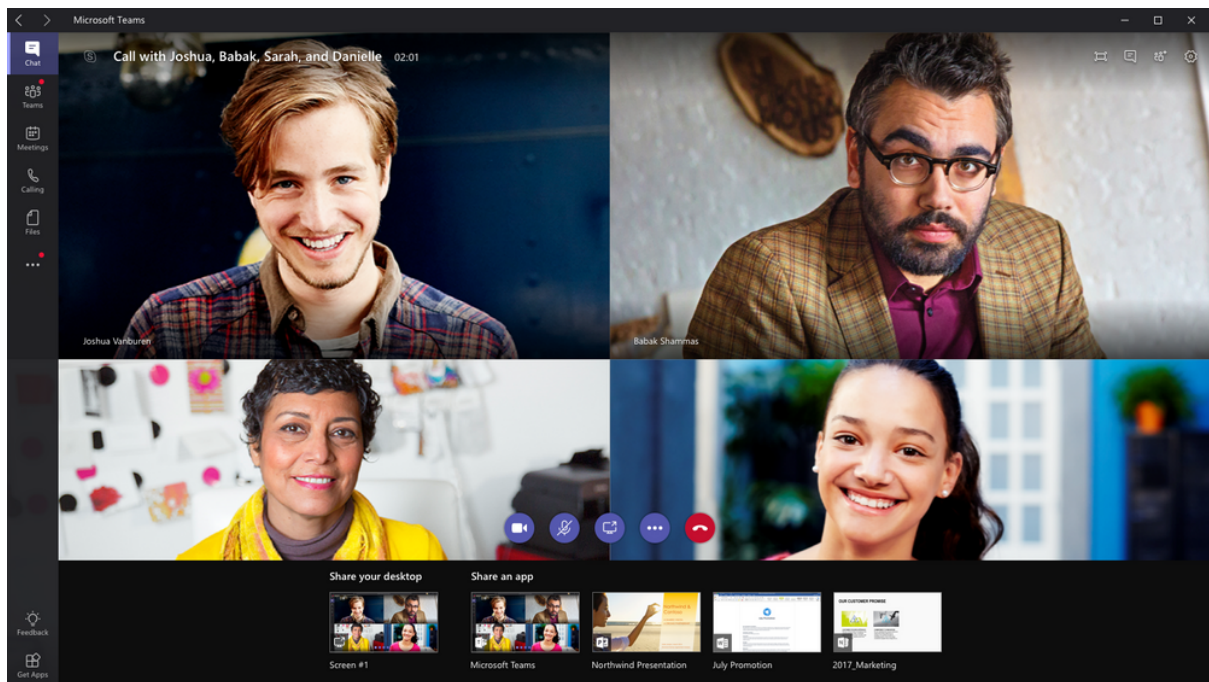 Microsoft Teams
Chat
Call with Joshua, Babak, Sarah, and Danielle 02:01
Teams
Meetings
Calling
Files
Joshua Vanburen
Babak Shammas
Share your desktop
Share an app
Northwind &
OUR CUSTOMER PROMISE
Feedback
Screen #1
Microsoft Teams
Northwind Presentation
July Promotion
2017_Marketing
Get Apps